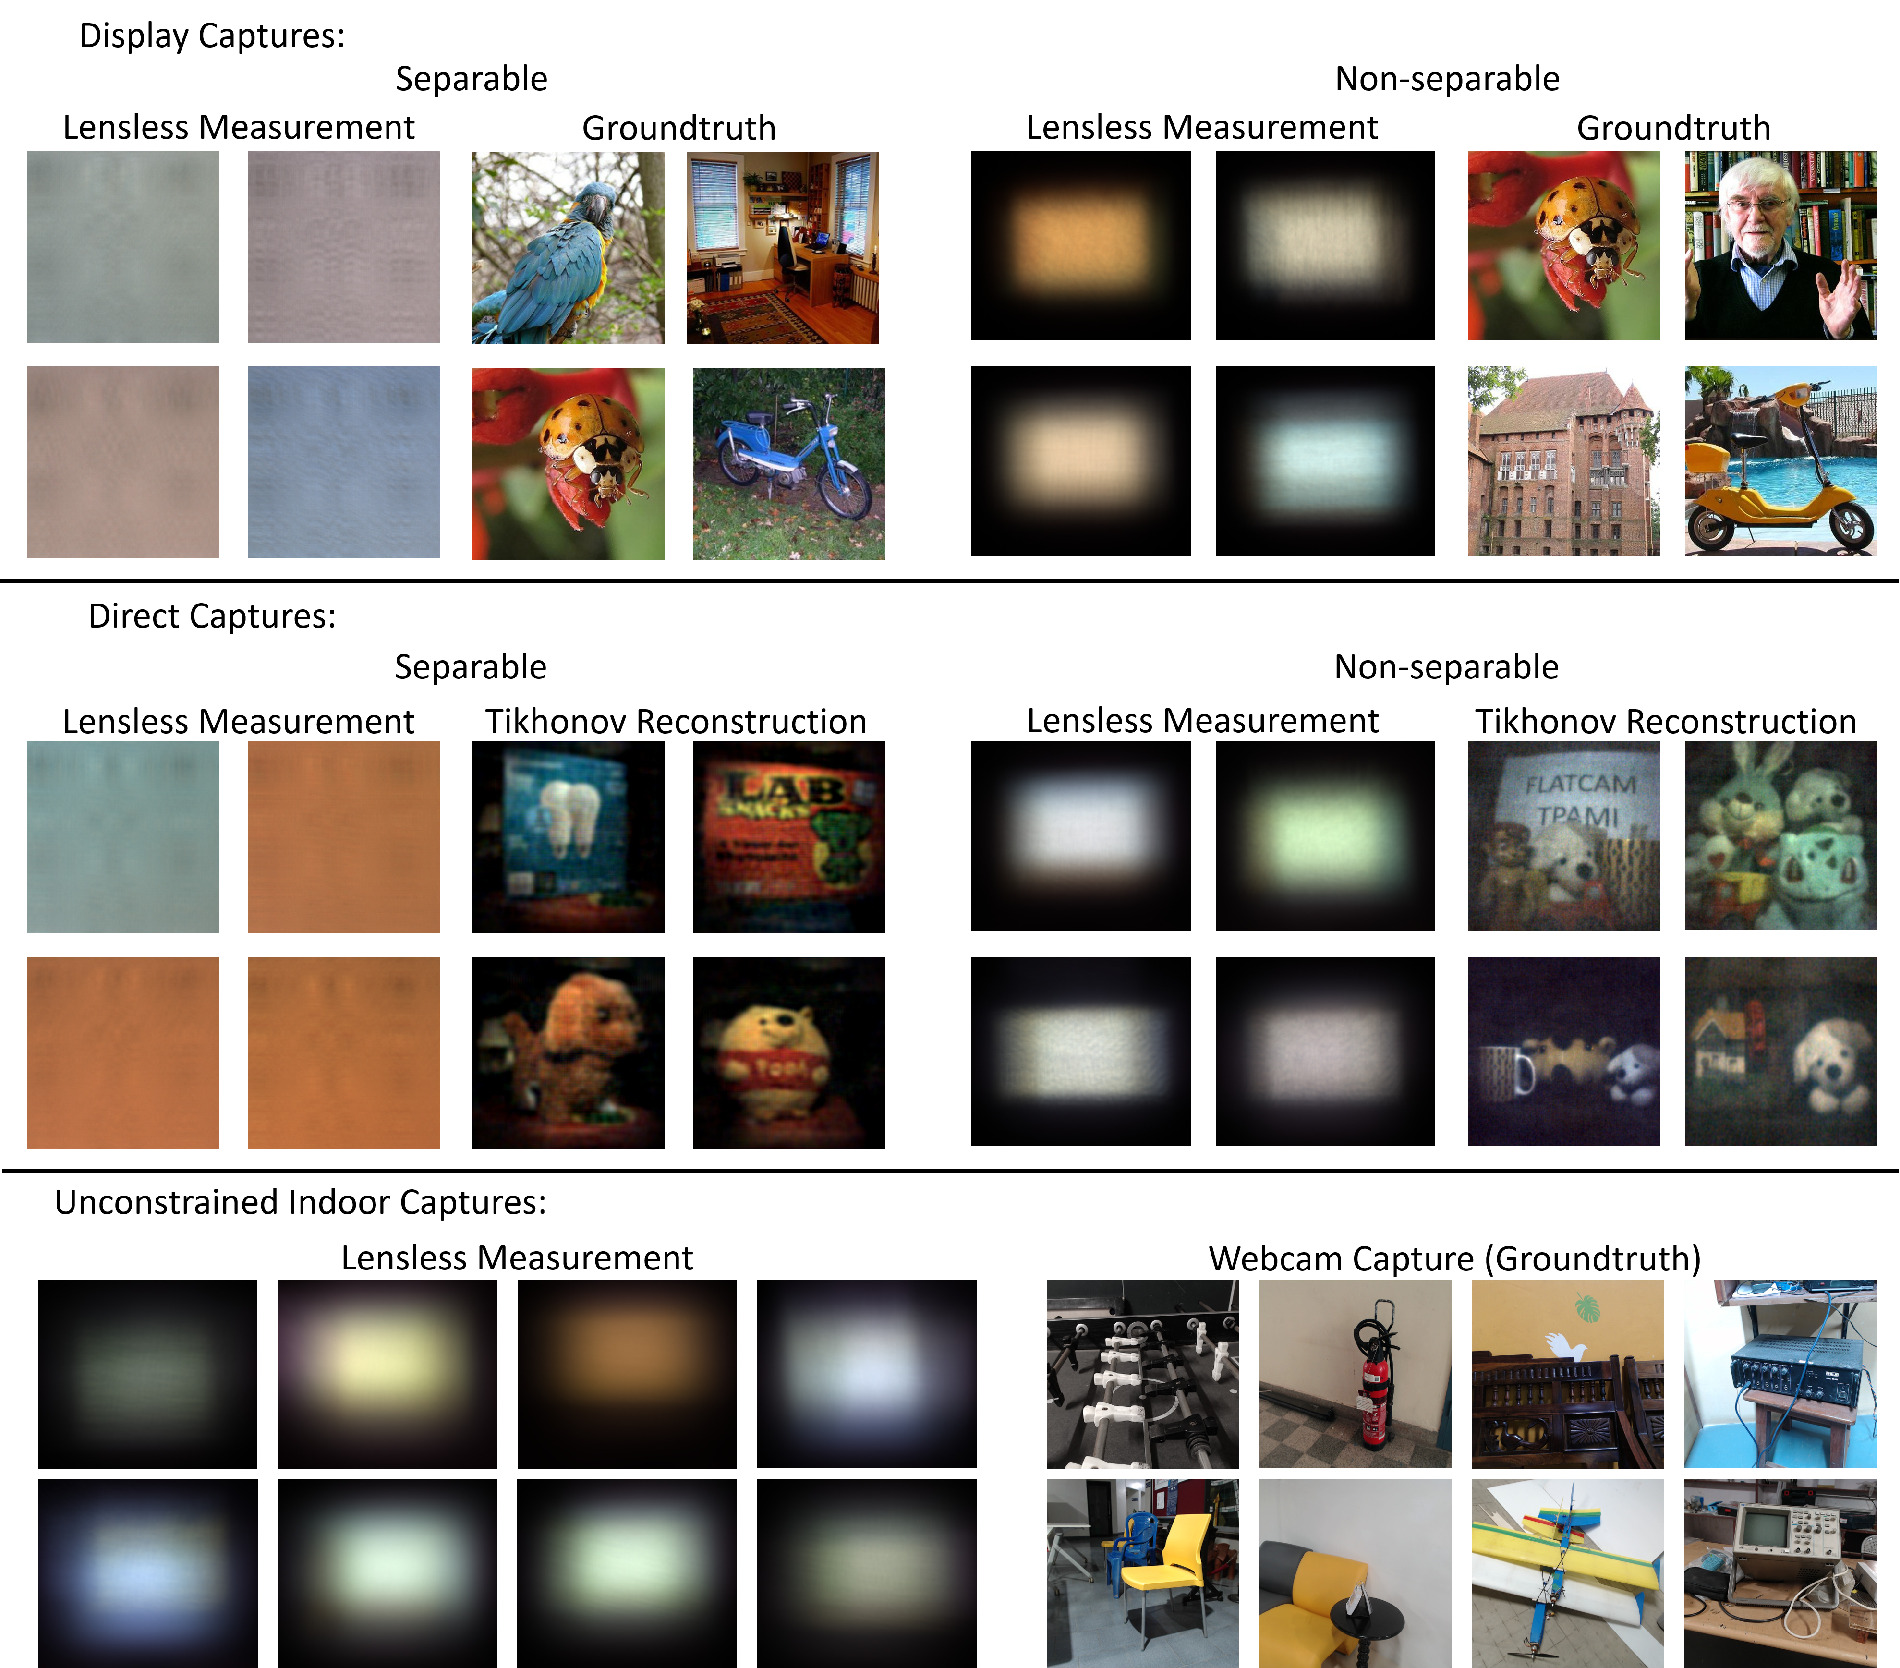 Display Captures:
Separable
Non-separable
Lensless Measurement
Groundtruth
Lensless Measurement
Groundtruth
Direct Captures:
Separable
Non-separable
Lensless Measurement
Tikhonov Reconstruction
Lensless Measurement
Tikhonov Reconstruction
LAB
FLATCAM
TPAMI
Unconstrained Indoor Captures:
Lensless Measurement
Webcam Capture (Groundtruth)